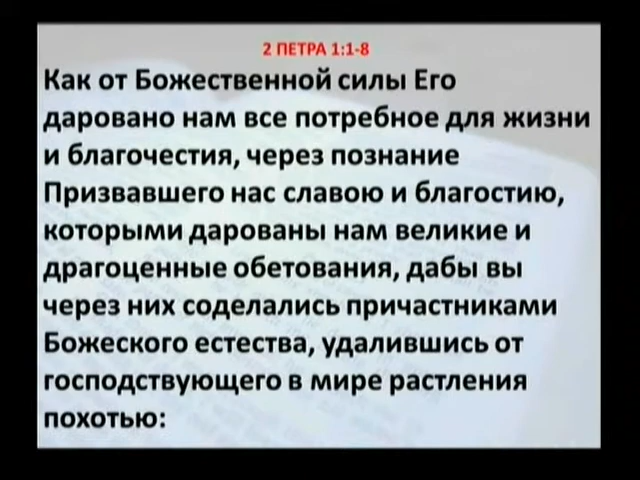 2 ПЕТРА 1:1-8
Как от Божественной силы Его
даровано нам все потребное для жизни
и благочестия, через познание
Призвавшего нас славою и благостию,
которыми дарованы нам великие и
драгоценные обетования, дабы вы
через них соделались причастниками
Божеского естества, удалившись от
господствующего в мире растления
похотью: